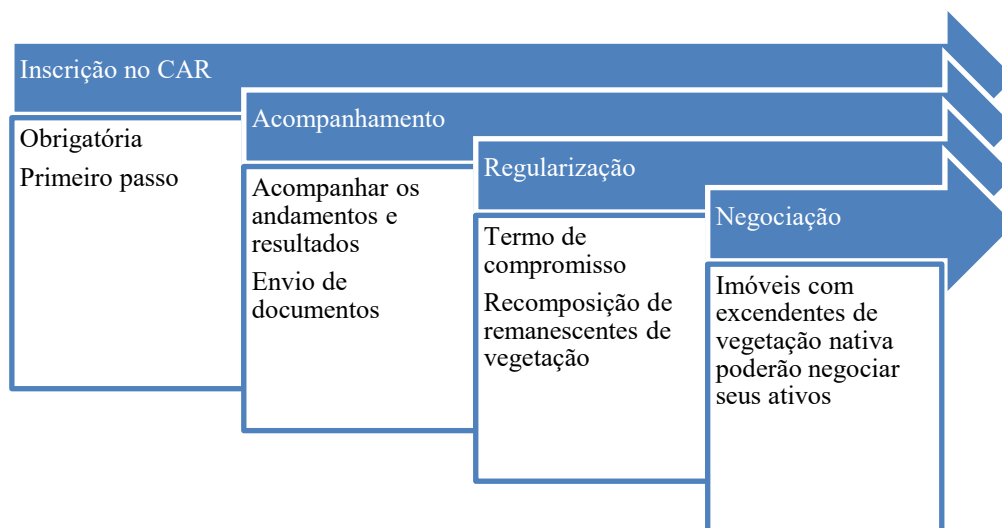 Inscrição no CAR
Obrigatória
Primeiro passo
Acompanhamento
Acompanhar os
andamentos e
resultados
Envio de
documentos
Regularização
Termo de
compromisso
Recomposição de
remanescentes de
vegetação
Negociação
Imóveis com
excendentes de
vegetação nativa
poderão negociar
seus ativos